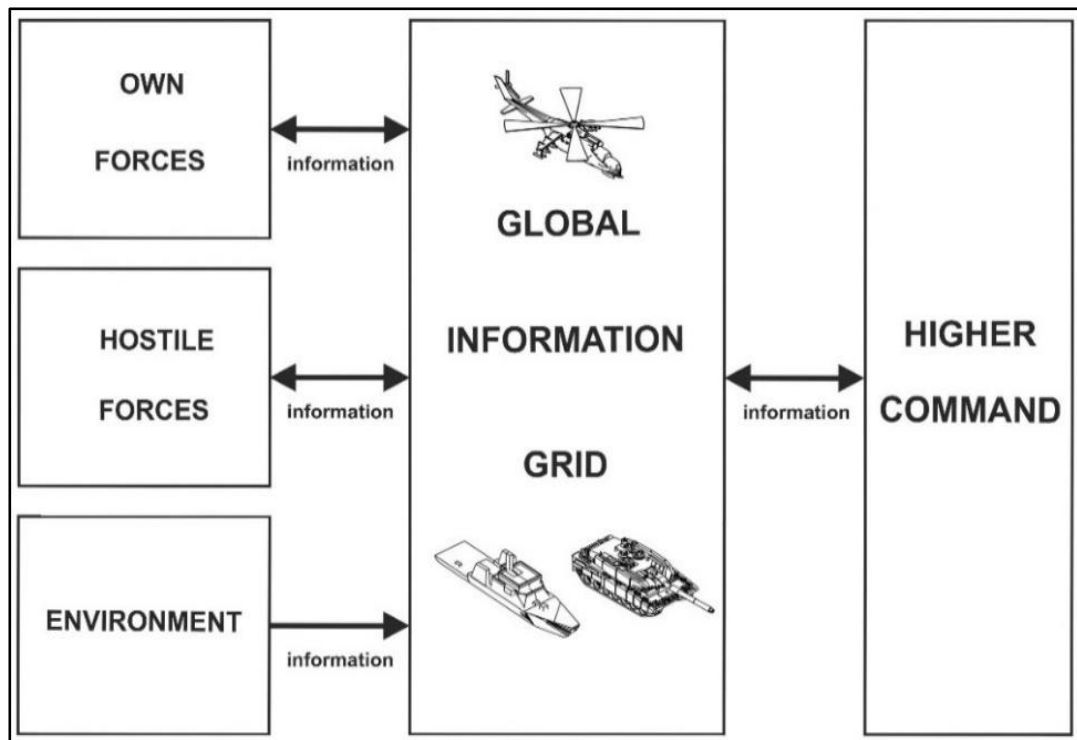 OWN
FORCES
information
HOSTILE
FORCES
information
ENVIRONMENT
information
GLOBAL
INFORMATION
GRID
information
HIGHER
COMMAND